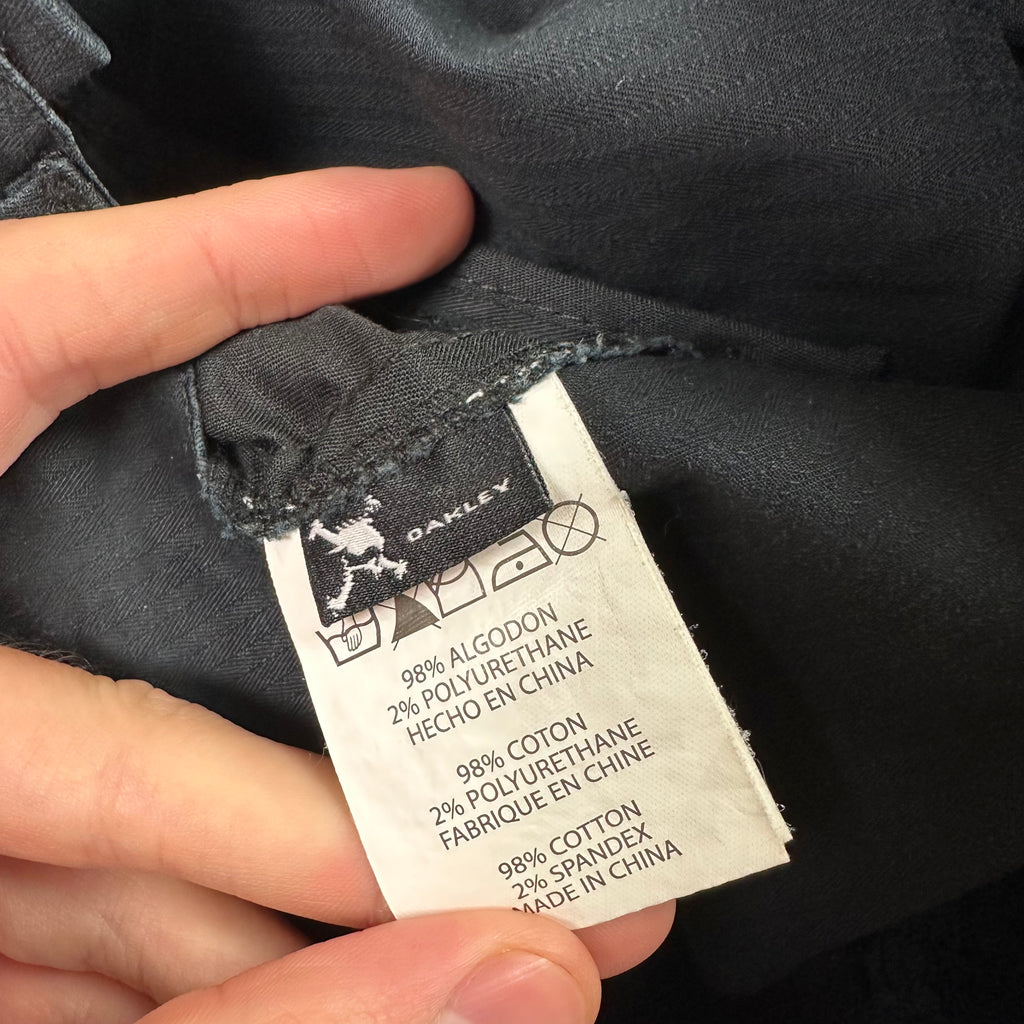 OAKLEY
98% ALGODON
2% POLYURETHANE
HECHO EN CHINA
98% COTON
2% POLYURETHANE
FABRIQUE EN CHINE
98% COTTON
2% SPANDEX
MADE IN CHINA